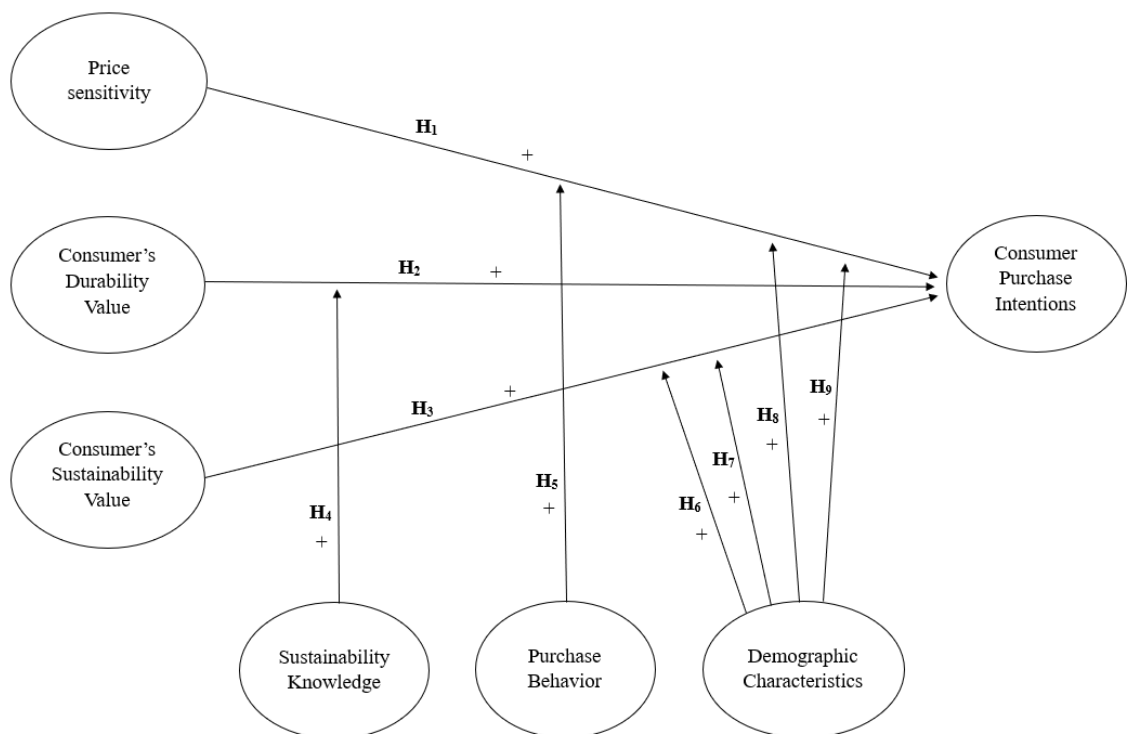 Price
sensitivity
H₁
+
Consumer's
Durability
Value
H₂
+
Consumer
Purchase
Intentions
Consumer's
Sustainability
Value
H₃
+
H₄
+
H₅
+
H₆
+
H₇
+
H₈
+
H₉
+
Sustainability
Knowledge
Purchase
Behavior
Demographic
Characteristics